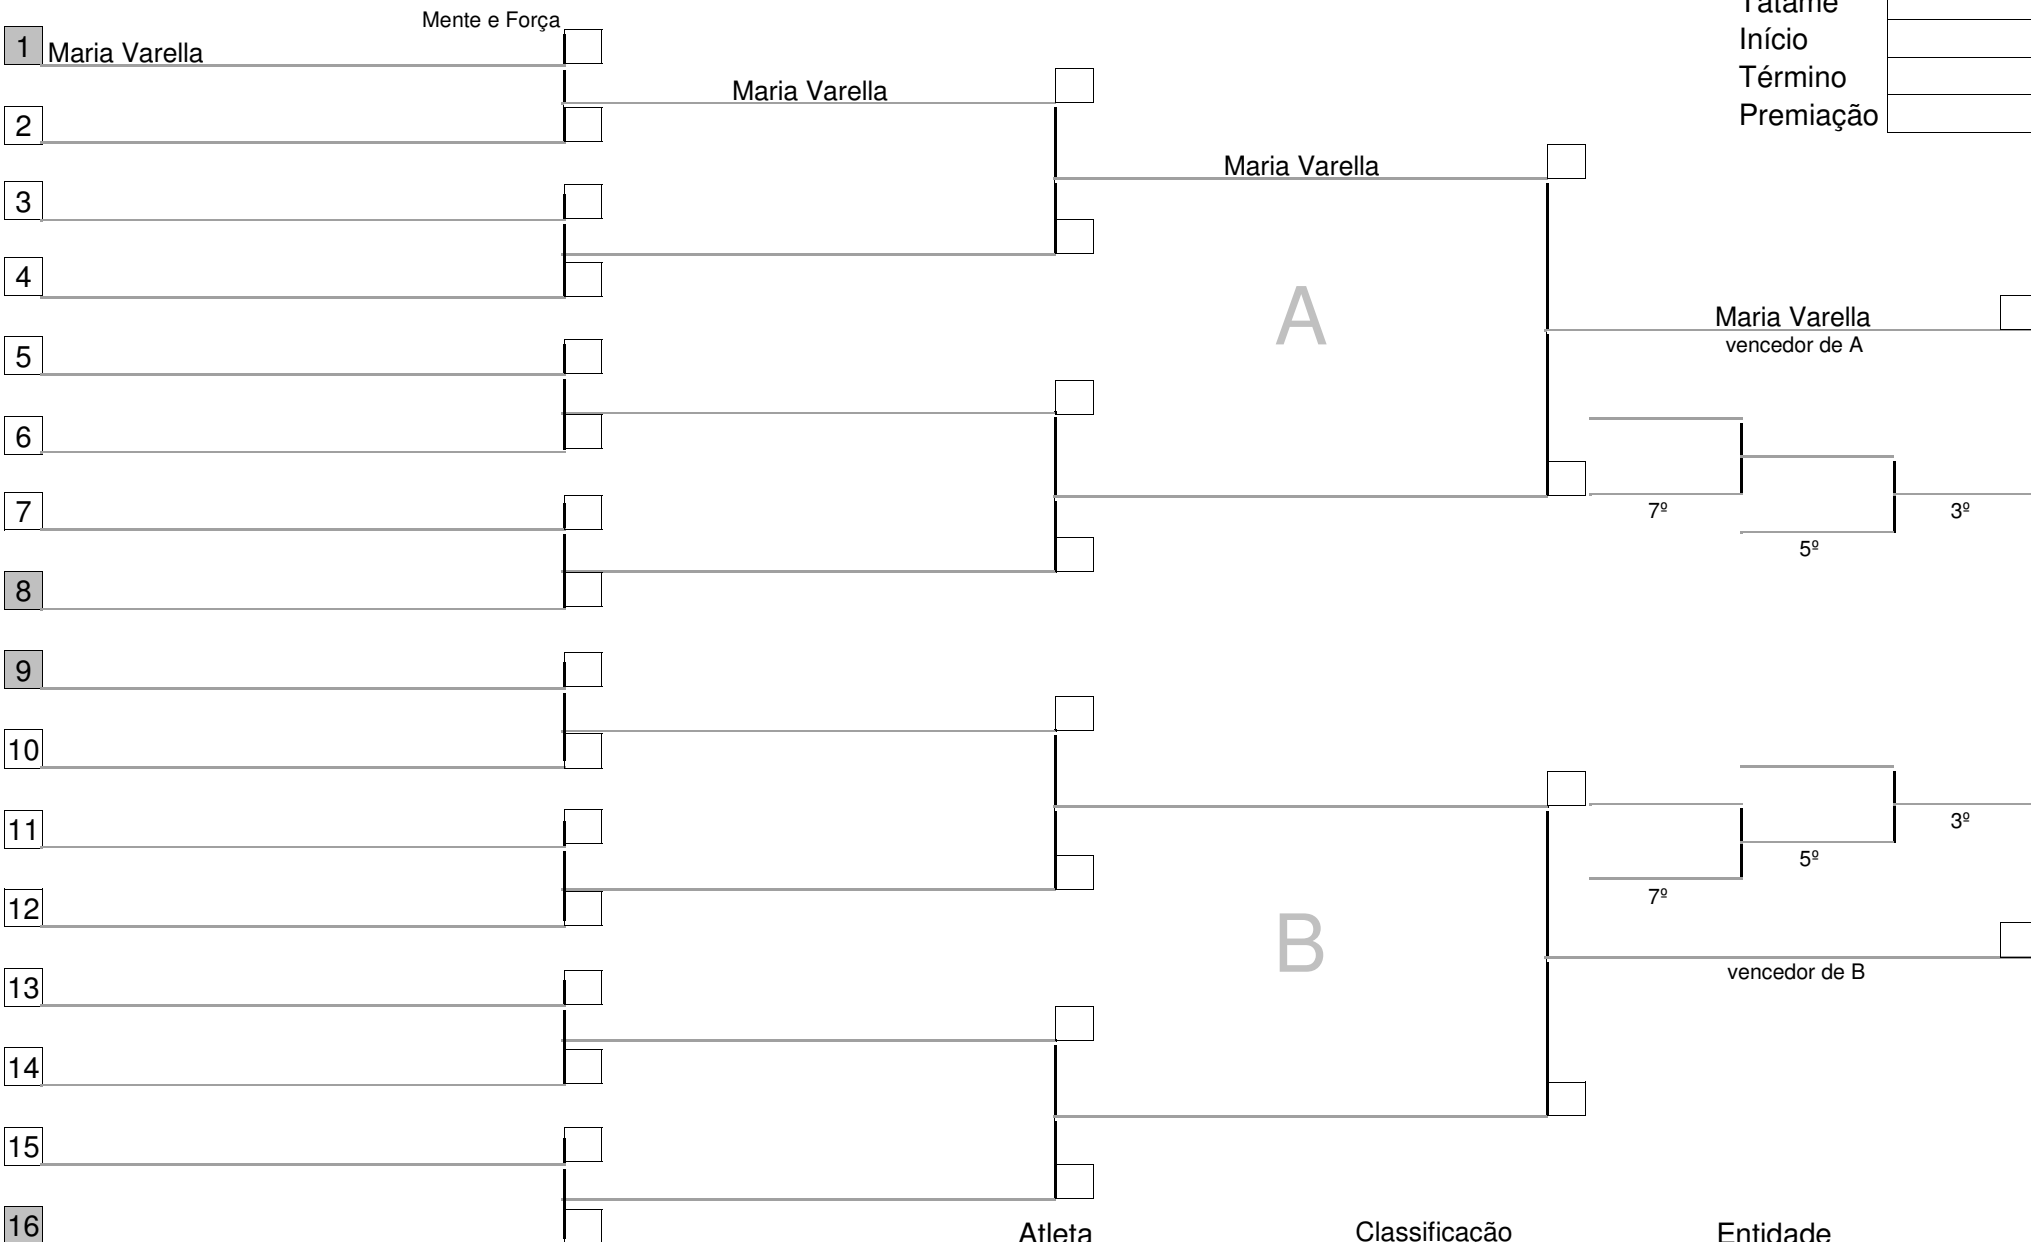 Mente e Força
Tatame
1 Maria Varella
Início
Término
Maria Varella
Premiação
2
Maria Varella
3
4
A
Maria Varella
vencedor de A
5
6
7
7º
3º
5º
8
9
10
11
3º
5º
7º
12
B
vencedor de B
13
14
15
16
Atleta Classificação Entidade